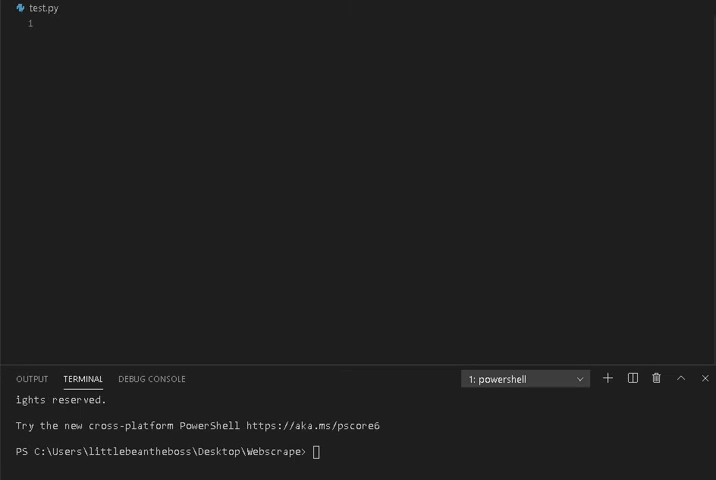 test.py
1
OUTPUT TERMINAL DEBUG CONSOLE 1: powershell
ights reserved.
Try the new cross-platform PowerShell https://aka.ms/pscore6
PS C:\Users\littlebeantheboss\Desktop\Webscrape>